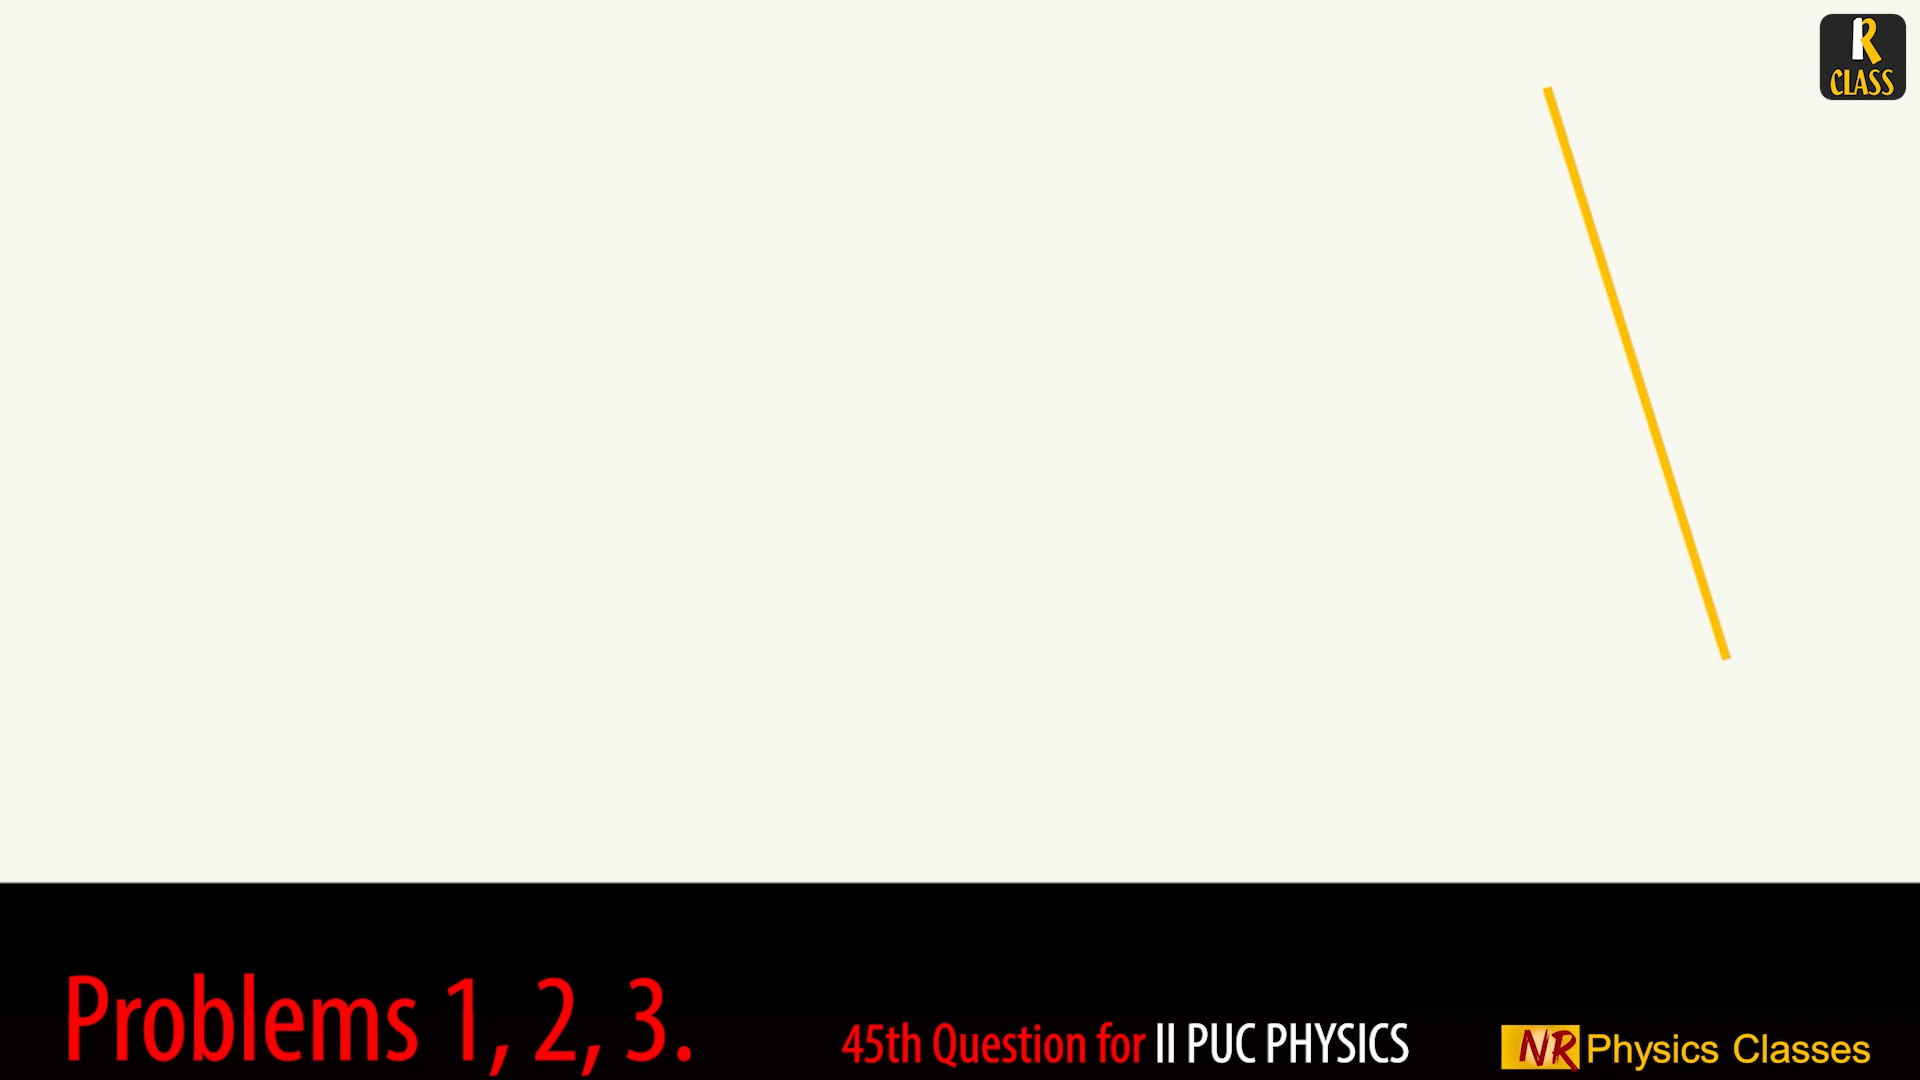 R
CLASS
Problems 1, 2, 3.
45th Question for II PUC PHYSICS
NR Physics Classes